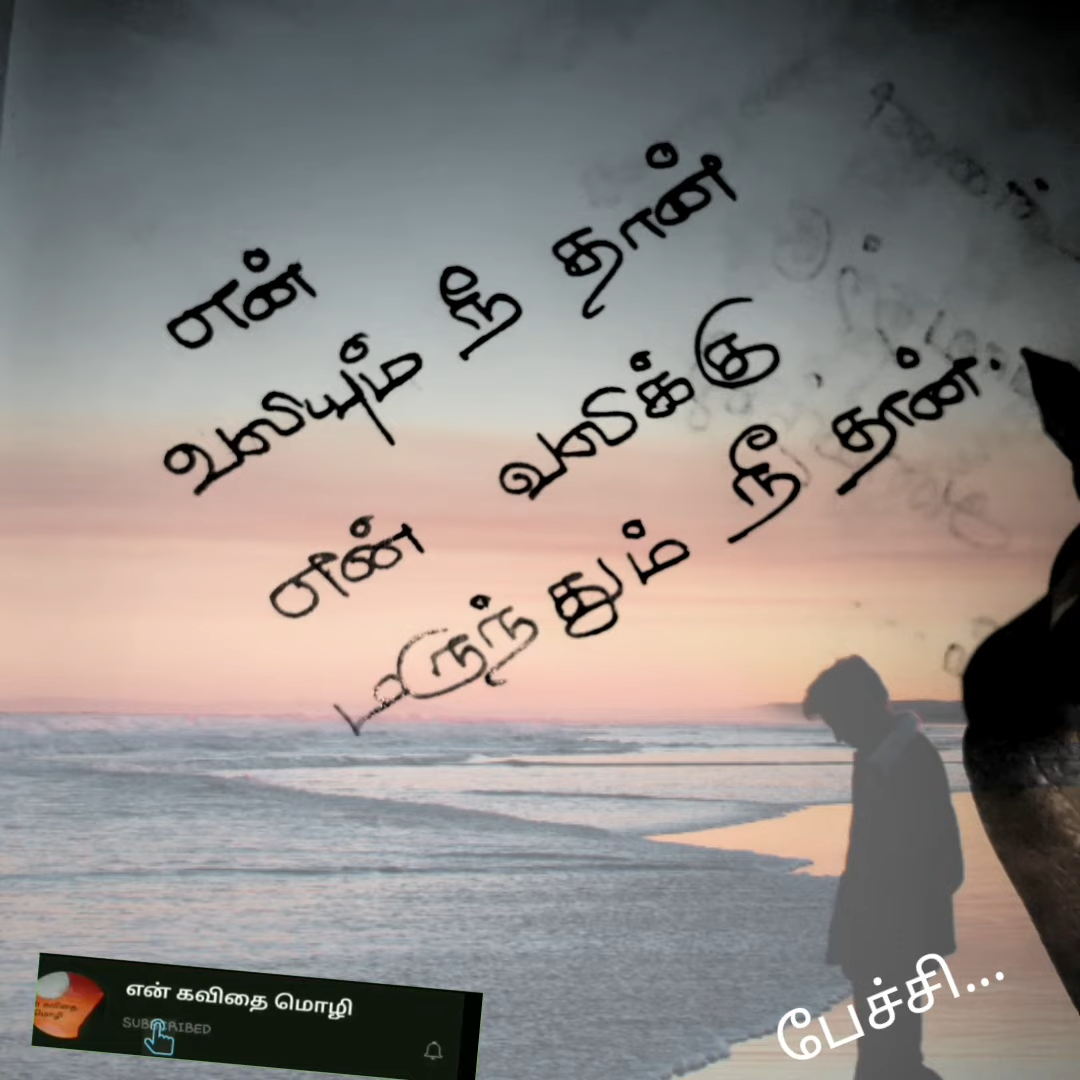 என்
வலியும் நீ தான்
என் வலிக்கு
மருந்தும் நீ தான்.
என் கவிதை மொழி
SUBSCRIBED
பேச்சி...